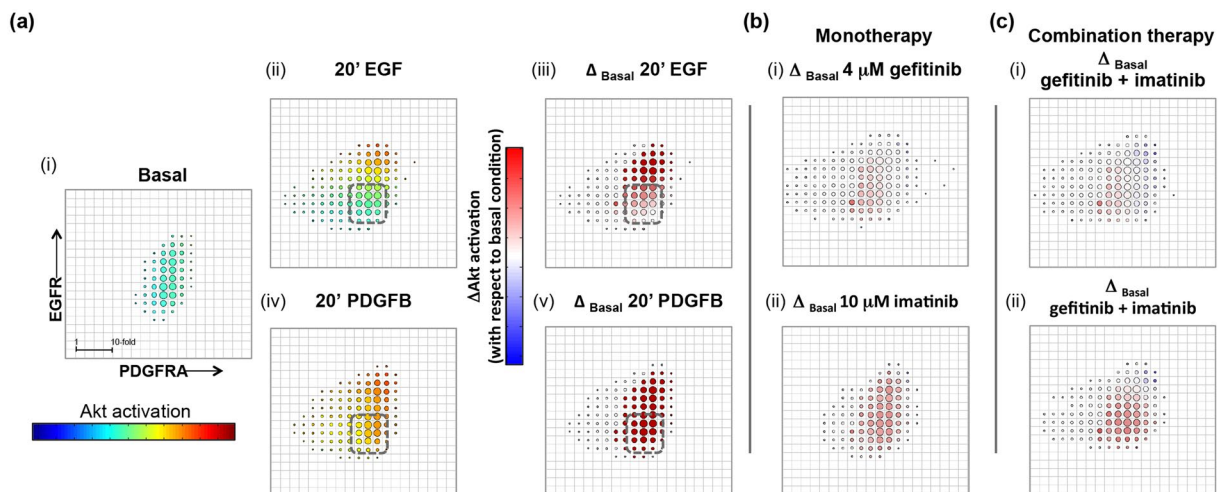 (a)
(i)
Basal
EGFR
1
10-fold
PDGFRA
Akt activation
(ii)
20' EGF
(iii)
Δ Basal 20' EGF
(iv)
20' PDGFB
(v)
Δ Basal 20' PDGFB
ΔAkt activation
(with respect to basal condition)
(b)
Monotherapy
(i)
Δ Basal 4 μM gefitinib
(ii)
Δ Basal 10 μM imatinib
(c)
Combination therapy
(i)
Δ Basal
gefitinib + imatinib
(ii)
Δ Basal
gefitinib + imatinib